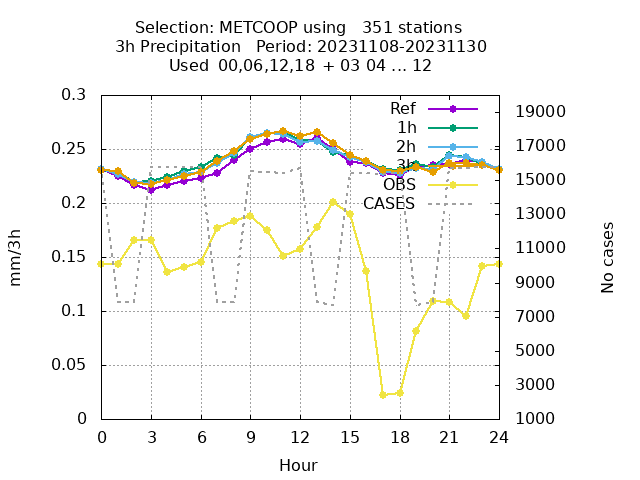 Selection: METCOOP using   351 stations
3h Precipitation   Period: 20231108-20231130
Used  00,06,12,18  + 03 04 ... 12
0.3
0.25
0.2
0.15
0.1
0.05
0
mm/3h
Ref
1h
2h
3h
OBS
CASES
19000
17000
15000
13000
11000
9000
7000
5000
3000
1000
No cases
0 3 6 9 12 15 18 21 24
Hour